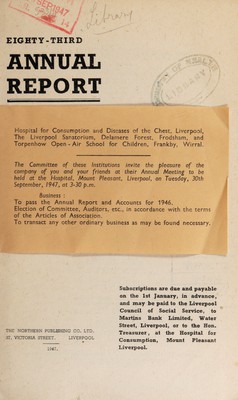 Library
EIGHTY-THIRD
ANNUAL
REPORT
Hospital for Consumption and Diseases of the Chest, Liverpool,
The Liverpool Sanatorium, Delamere Forest, Frodsham, and
Torpenhow Open-Air School for Children, Frankby, Wirral.
The Committee of these Institutions invite the pleasure of the
company of you and your friends at their Annual Meeting to be
held at the Hospital, Mount Pleasant, Liverpool, on Tuesday, 30th
September, 1947, at 3-30 p.m.
Business :
To pass the Annual Report and Accounts for 1946.
Election of Committee, Auditors, etc., in accordance with the terms
of the Articles of Association.
To transact any other ordinary business as may be found necessary.
Subscriptions are due and payable
on the 1st January, in advance,
and may be paid to the Liverpool
Council of Social Service, to
Martins Bank Limited, Water
Street, Liverpool, or to the Hon.
Treasurer, at the Hospital for
Consumption, Mount Pleasant
Liverpool.
THE NORTHERN PUBLISHING CO. LTD.
VICTORIA STREET, LIVERPOOL
1947.